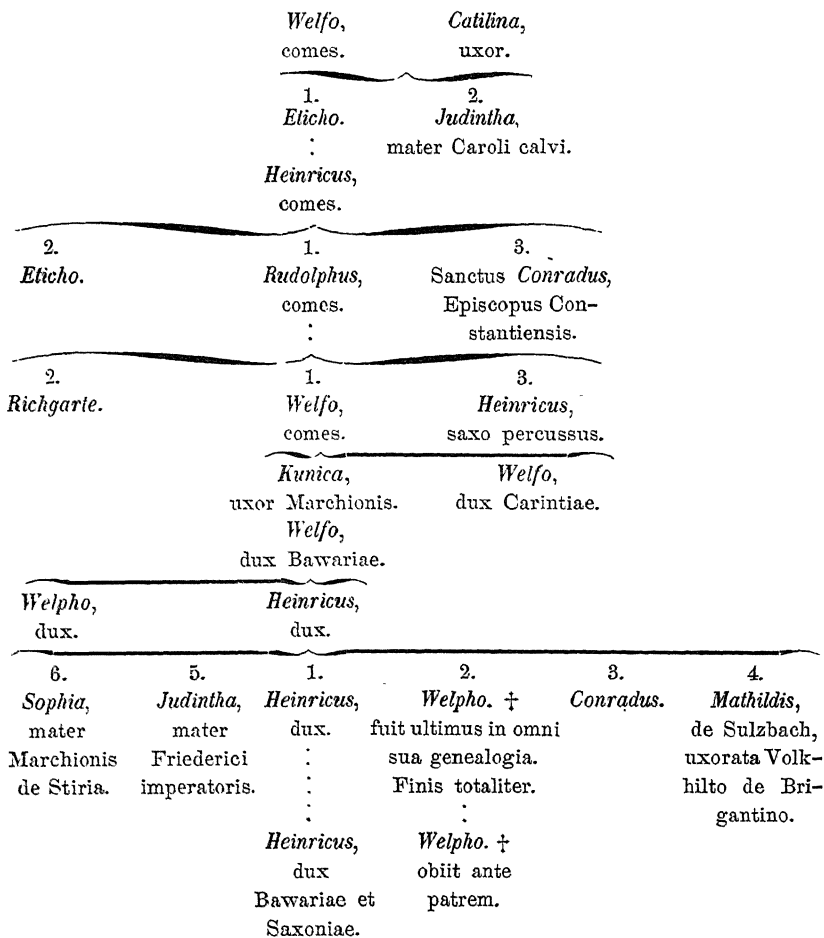 Welfo, Catilina,
comes. uxor.
1. 2.
Eticho. Judintha,
: mater Caroli calvi.
Heinricus,
comes.
2. 1. 3.
Eticho. Rudolphus, Sanctus Conradus,
comes. Episcopus Con-
: stantiensis.
2. 1. 3.
Richgarte. Welfo, Heinricus,
comes. saxo percussus.
Kunica, Welfo,
uxor Marchionis. dux Carintiae.
Welfo,
dux Bawariae.
Welpho, Heinricus,
dux. dux.
6. 5. 1. 2. 3. 4.
Sophia, Judintha, Heinricus, Welpho. † Conradus. Mathildis,
mater mater dux. fuit ultimus in omni de Sulzbach,
Marchionis Friederici : sua genealogia. uxorata Volk-
de Stiria. imperatoris. : Finis totaliter. hilto de Bri-
: : gantino.
Heinricus, Welpho. †
dux obiit ante
Bawariae et patrem.
Saxoniae.